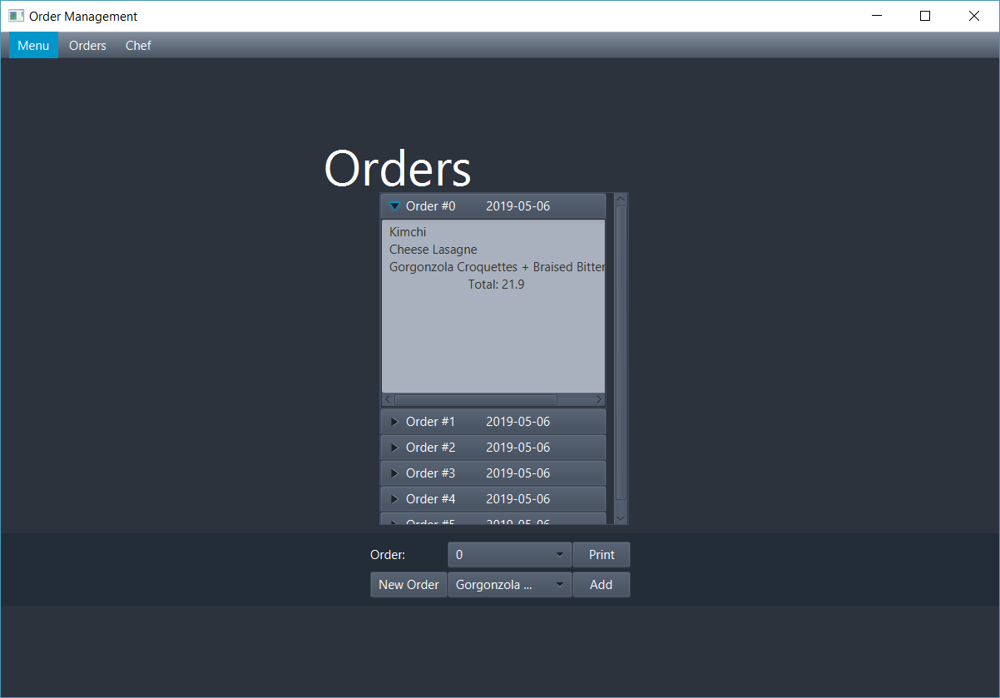 Order Management
Menu Orders Chef
Orders
Order #0 2019-05-06
Kimchi
Cheese Lasagne
Gorgonzola Croquettes + Braised Bitter
Total: 21.9
Order #1 2019-05-06
Order #2 2019-05-06
Order #3 2019-05-06
Order #4 2019-05-06
Order #5 2019-05-06
Order: 0 Print
New Order Gorgonzola ... Add